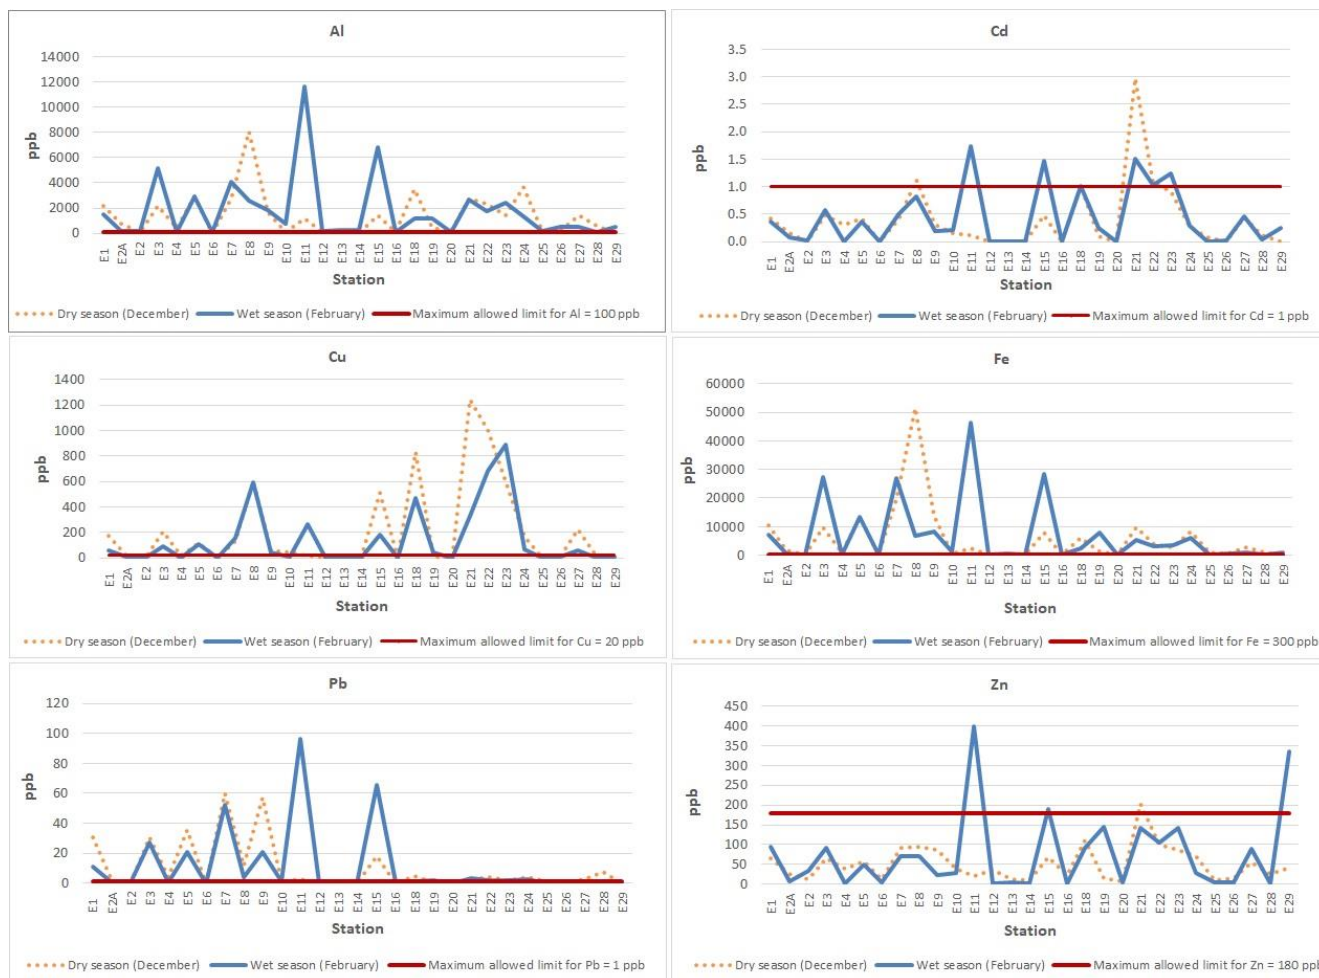 Al
14000
12000
10000
8000
6000
4000
2000
0
ppb
E1 E2A E2 E3 E4 E5 E6 E7 E8 E9 E10 E11 E12 E13 E14 E15 E16 E18 E19 E20 E21 E22 E23 E24 E25 E26 E27 E28 E29
Station
Dry season (December) Wet season (February) Maximum allowed limit for Al = 100 ppb
Cd
3.5
3.0
2.5
2.0
1.5
1.0
0.5
0.0
ppb
E1 E2A E2 E3 E4 E5 E6 E7 E8 E9 E10 E11 E12 E13 E14 E15 E16 E18 E19 E20 E21 E22 E23 E24 E25 E26 E27 E28 E29
Station
Dry season (December) Wet season (February) Maximum allowed limit for Cd = 1 ppb
Cu
1400
1200
1000
800
600
400
200
0
ppb
E1 E2A E2 E3 E4 E5 E6 E7 E8 E9 E10 E11 E12 E13 E14 E15 E16 E18 E19 E20 E21 E22 E23 E24 E25 E26 E27 E28 E29
Station
Dry season (December) Wet season (February) Maximum allowed limit for Cu = 20 ppb
Fe
60000
50000
40000
30000
20000
10000
0
ppb
E1 E2A E2 E3 E4 E5 E6 E7 E8 E9 E10 E11 E12 E13 E14 E15 E16 E18 E19 E20 E21 E22 E23 E24 E25 E26 E27 E28 E29
Station
Dry season (December) Wet season (February) Maximum allowed limit for Fe = 300 ppb
Pb
120
100
80
60
40
20
0
ppb
E1 E2A E2 E3 E4 E5 E6 E7 E8 E9 E10 E11 E12 E13 E14 E15 E16 E18 E19 E20 E21 E22 E23 E24 E25 E26 E27 E28 E29
Station
Dry season (December) Wet season (February) Maximum allowed limit for Pb = 1 ppb
Zn
450
400
350
300
250
200
150
100
50
0
ppb
E1 E2A E2 E3 E4 E5 E6 E7 E8 E9 E10 E11 E12 E13 E14 E15 E16 E18 E19 E20 E21 E22 E23 E24 E25 E26 E27 E28 E29
Station
Dry season (December) Wet season (February) Maximum allowed limit for Zn = 180 ppb